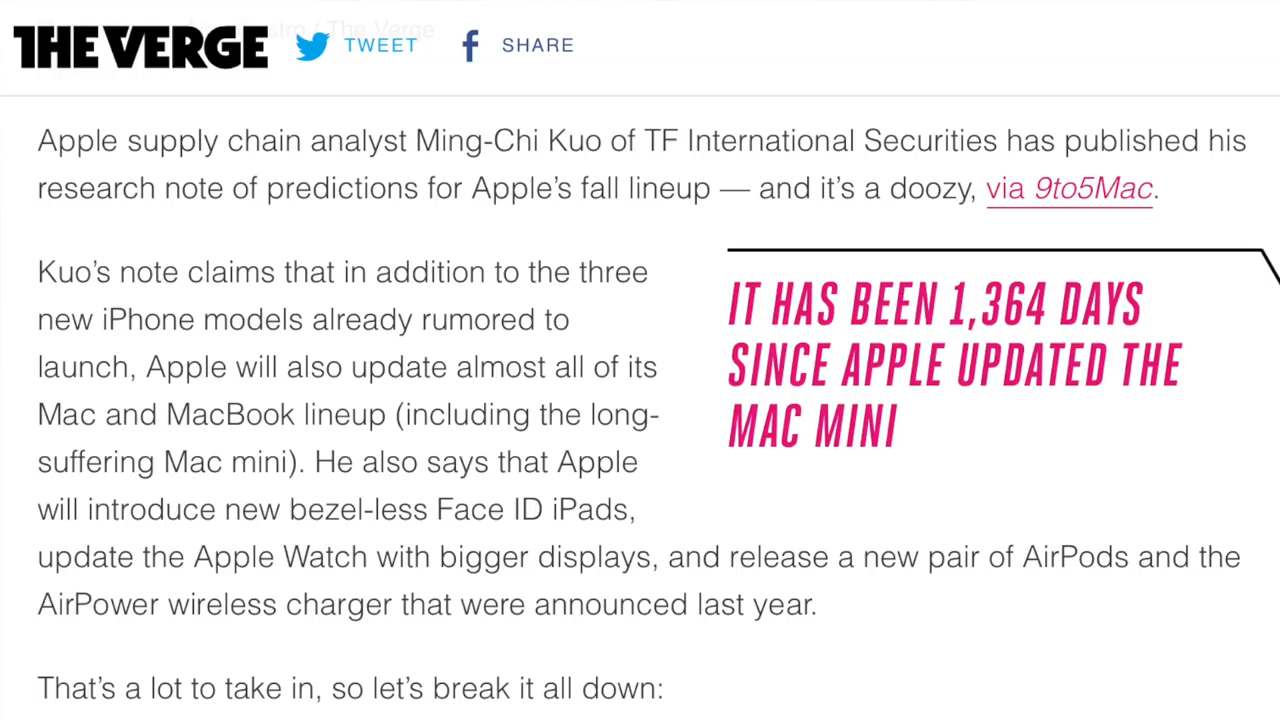 THE VERGE TWEET SHARE
Apple supply chain analyst Ming-Chi Kuo of TF International Securities has published his
research note of predictions for Apple’s fall lineup — and it’s a doozy, via 9to5Mac.
Kuo’s note claims that in addition to the three
new iPhone models already rumored to
launch, Apple will also update almost all of its
Mac and MacBook lineup (including the long-
suffering Mac mini). He also says that Apple
will introduce new bezel-less Face ID iPads,
update the Apple Watch with bigger displays, and release a new pair of AirPods and the
AirPower wireless charger that were announced last year.
IT HAS BEEN 1,364 DAYS
SINCE APPLE UPDATED THE
MAC MINI
That’s a lot to take in, so let’s break it all down: